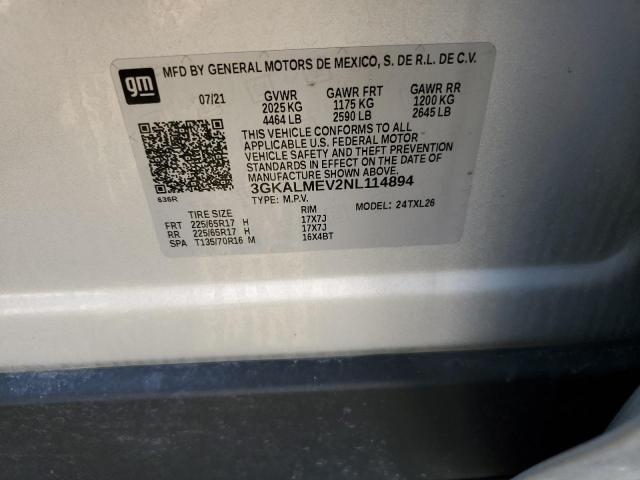 gm
MFD BY GENERAL MOTORS DE MEXICO, S. DE R.L. DE C.V.
07/21 GVWR GAWR FRT GAWR RR
2025 KG 1175 KG 1200 KG
4464 LB 2590 LB 2645 LB
THIS VEHICLE CONFORMS TO ALL
APPLICABLE U.S. FEDERAL MOTOR
VEHICLE SAFETY AND THEFT PREVENTION
STANDARDS IN EFFECT ON THE DATE OF
MANUFACTURE SHOWN ABOVE.
3GKALMEV2NL114894
636R
TYPE: M.P.V. MODEL: 24TXL26
TIRE SIZE RIM
FRT 225/65R17 H 17X7J
RR 225/65R17 H 17X7J
SPA T135/70R16 M 16X4BT